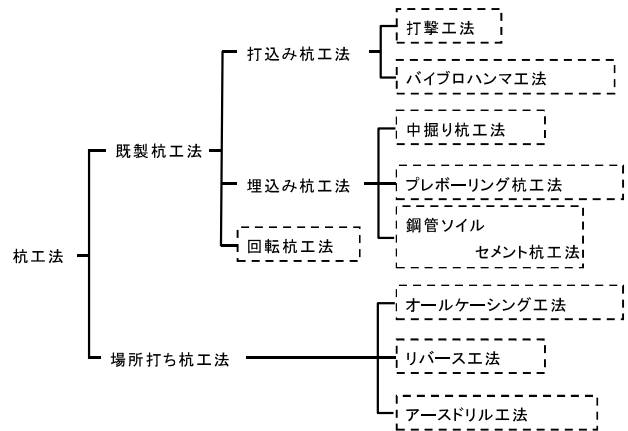 杭工法
既製杭工法
打込み杭工法
打撃工法
バイブロハンマ工法
埋込み杭工法
中掘り杭工法
プレボーリング杭工法
鋼管ソイル
セメント杭工法
回転杭工法
場所打ち杭工法
オールケーシング工法
リバース工法
アースドリル工法